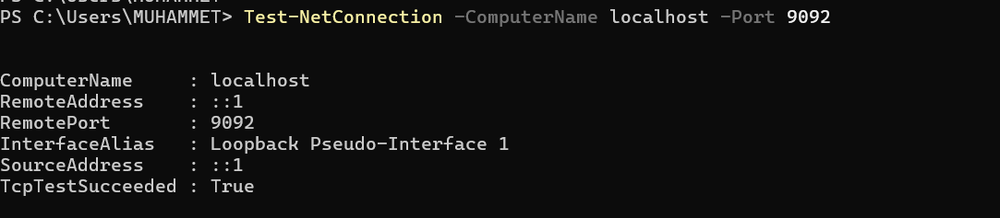 PS C:\Users\MUHAMMET> Test-NetConnection -ComputerName localhost -Port 9092
ComputerName     : localhost
RemoteAddress    : ::1
RemotePort       : 9092
InterfaceAlias   : Loopback Pseudo-Interface 1
SourceAddress    : ::1
TcpTestSucceeded : True